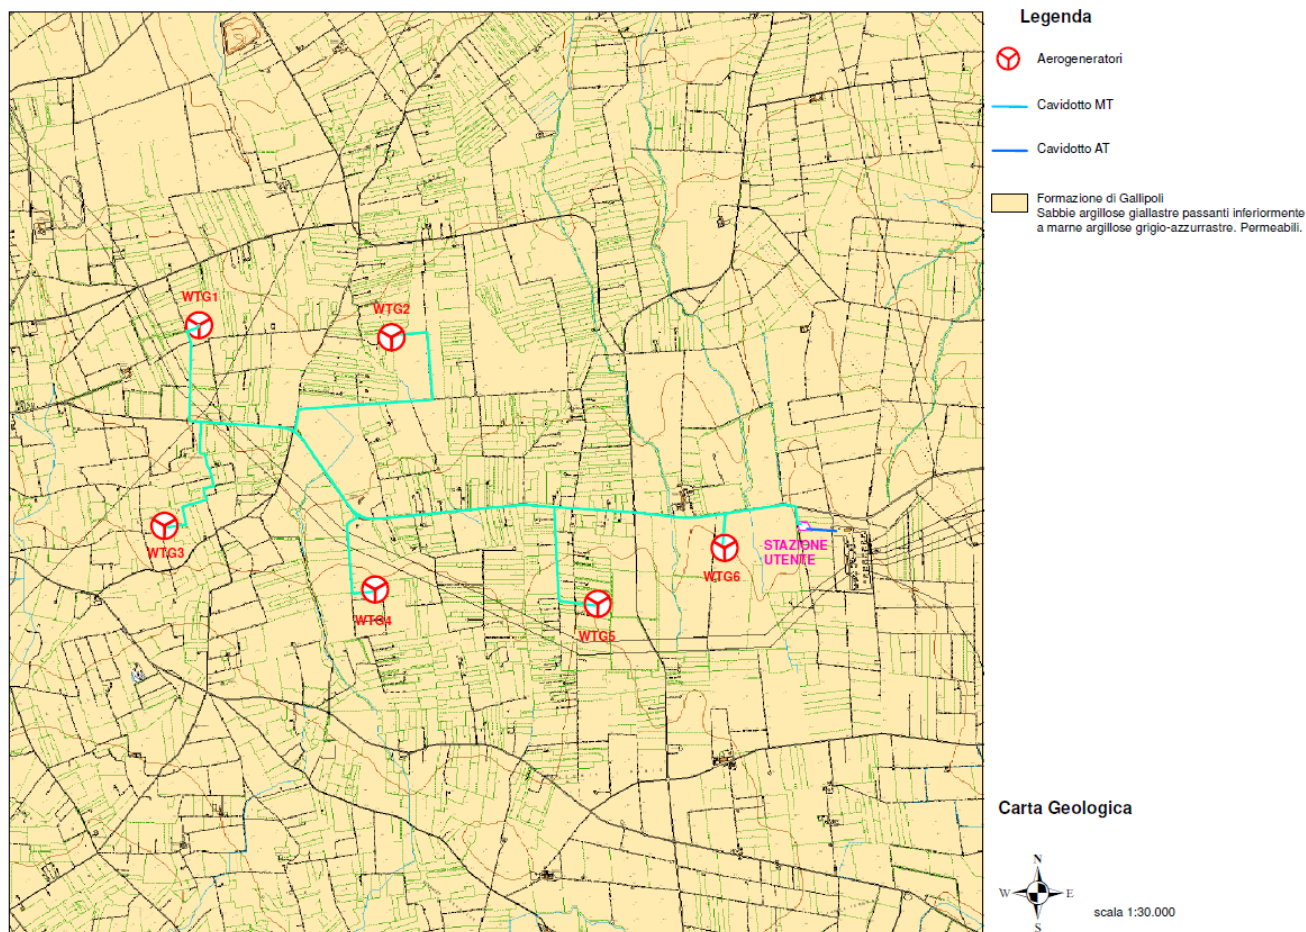 Legenda
Aerogeneratori
Cavidotto MT
Cavidotto AT
Formazione di Gallipoli
Sabbie argillose giallastre passanti inferiormente
a marne argillose grigio-azzurrastre. Permeabili.
WTG1
WTG2
WTG3
STAZIONE
UTENTE
WTG6
WTG4
WTG5
Carta Geologica
N
W
E
S
scala 1:30.000